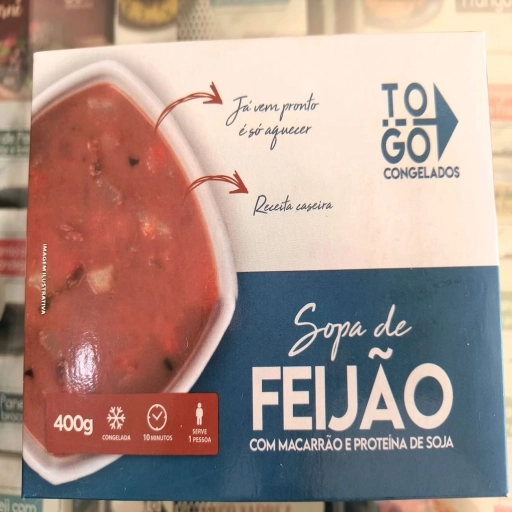 Já vem pronto
é só aquecer
TO
GO
CONGELADOS
Receita caseira
IMAGEM ILUSTRATIVA
Sopa de
FEIJÃO
COM MACARRÃO E PROTEÍNA DE SOJA
400g
CONGELADA
10 MINUTOS
SERVE
1 PESSOA